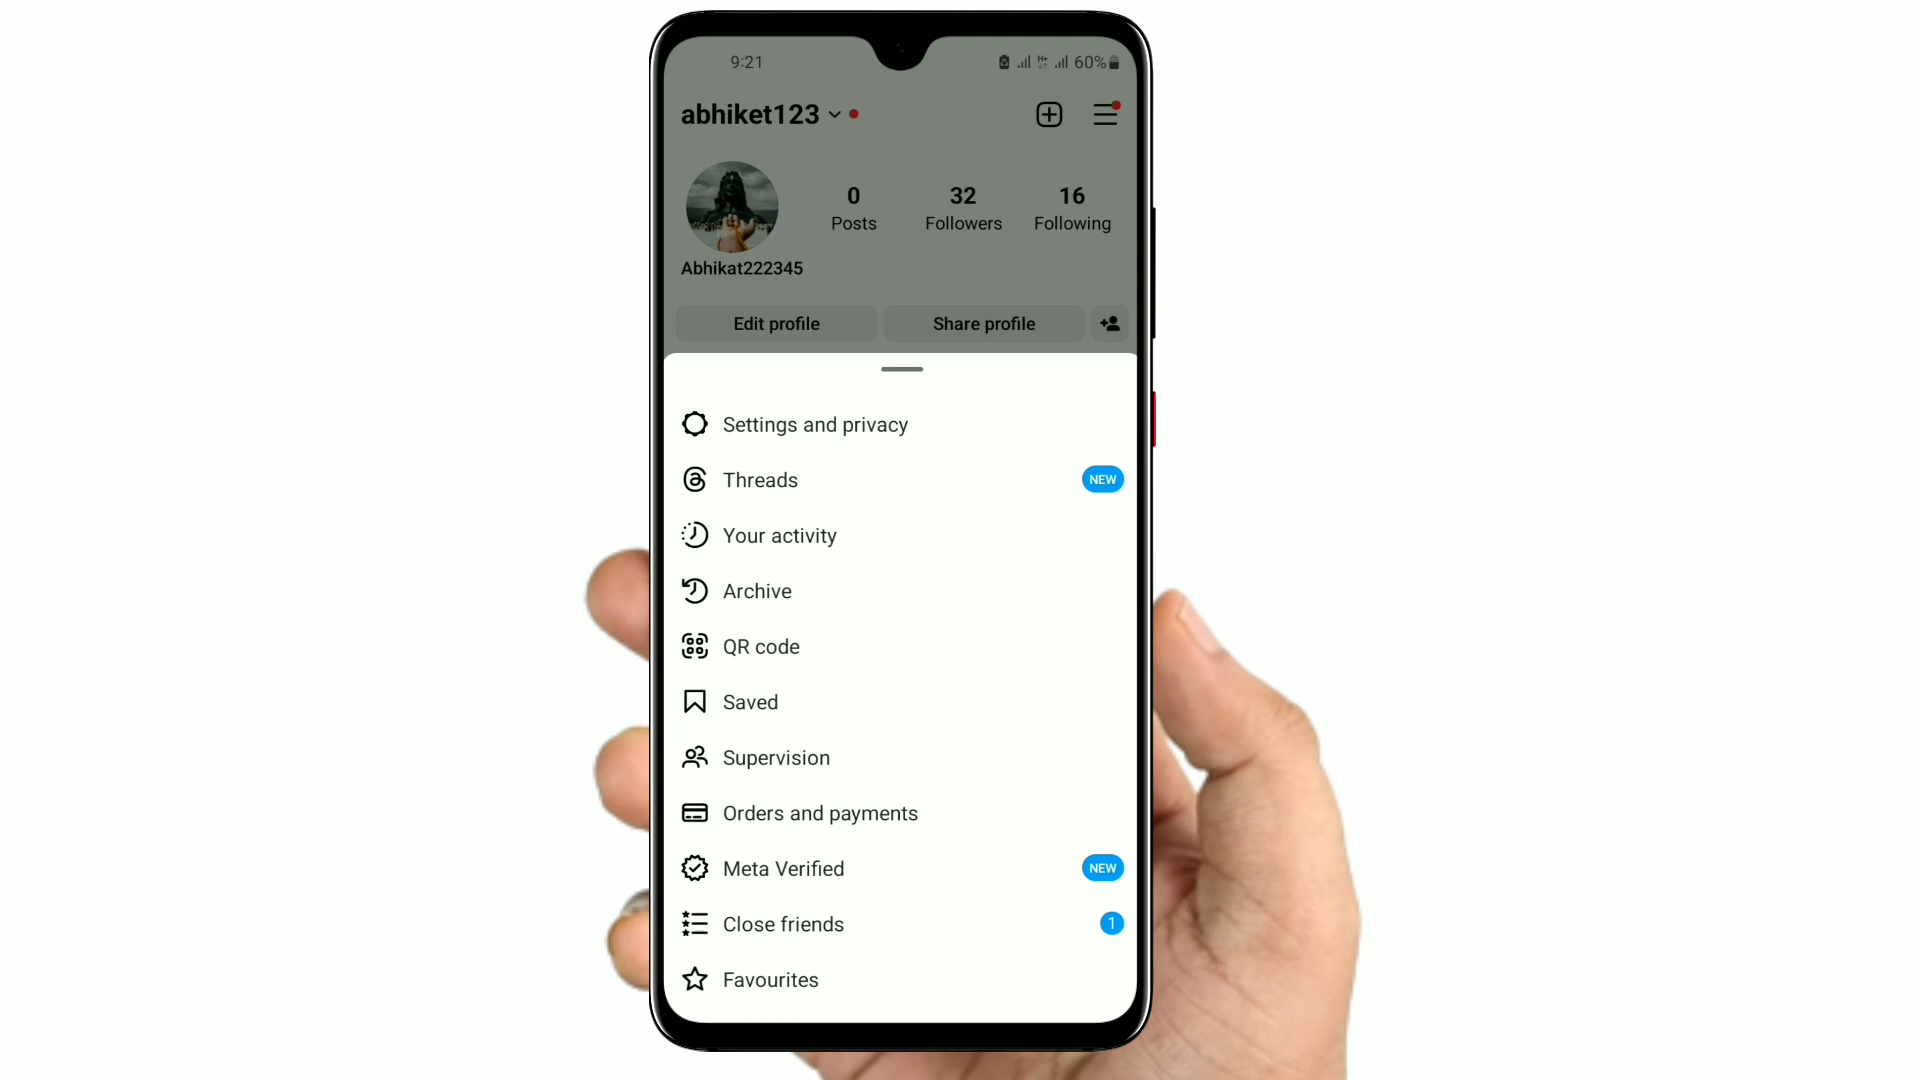 9:21
H+ 60%
abhiket123
0 32 16
Posts Followers Following
Abhikat222345
Edit profile Share profile
Settings and privacy
Threads NEW
Your activity
Archive
QR code
Saved
Supervision
Orders and payments
Meta Verified NEW
Close friends 1
Favourites